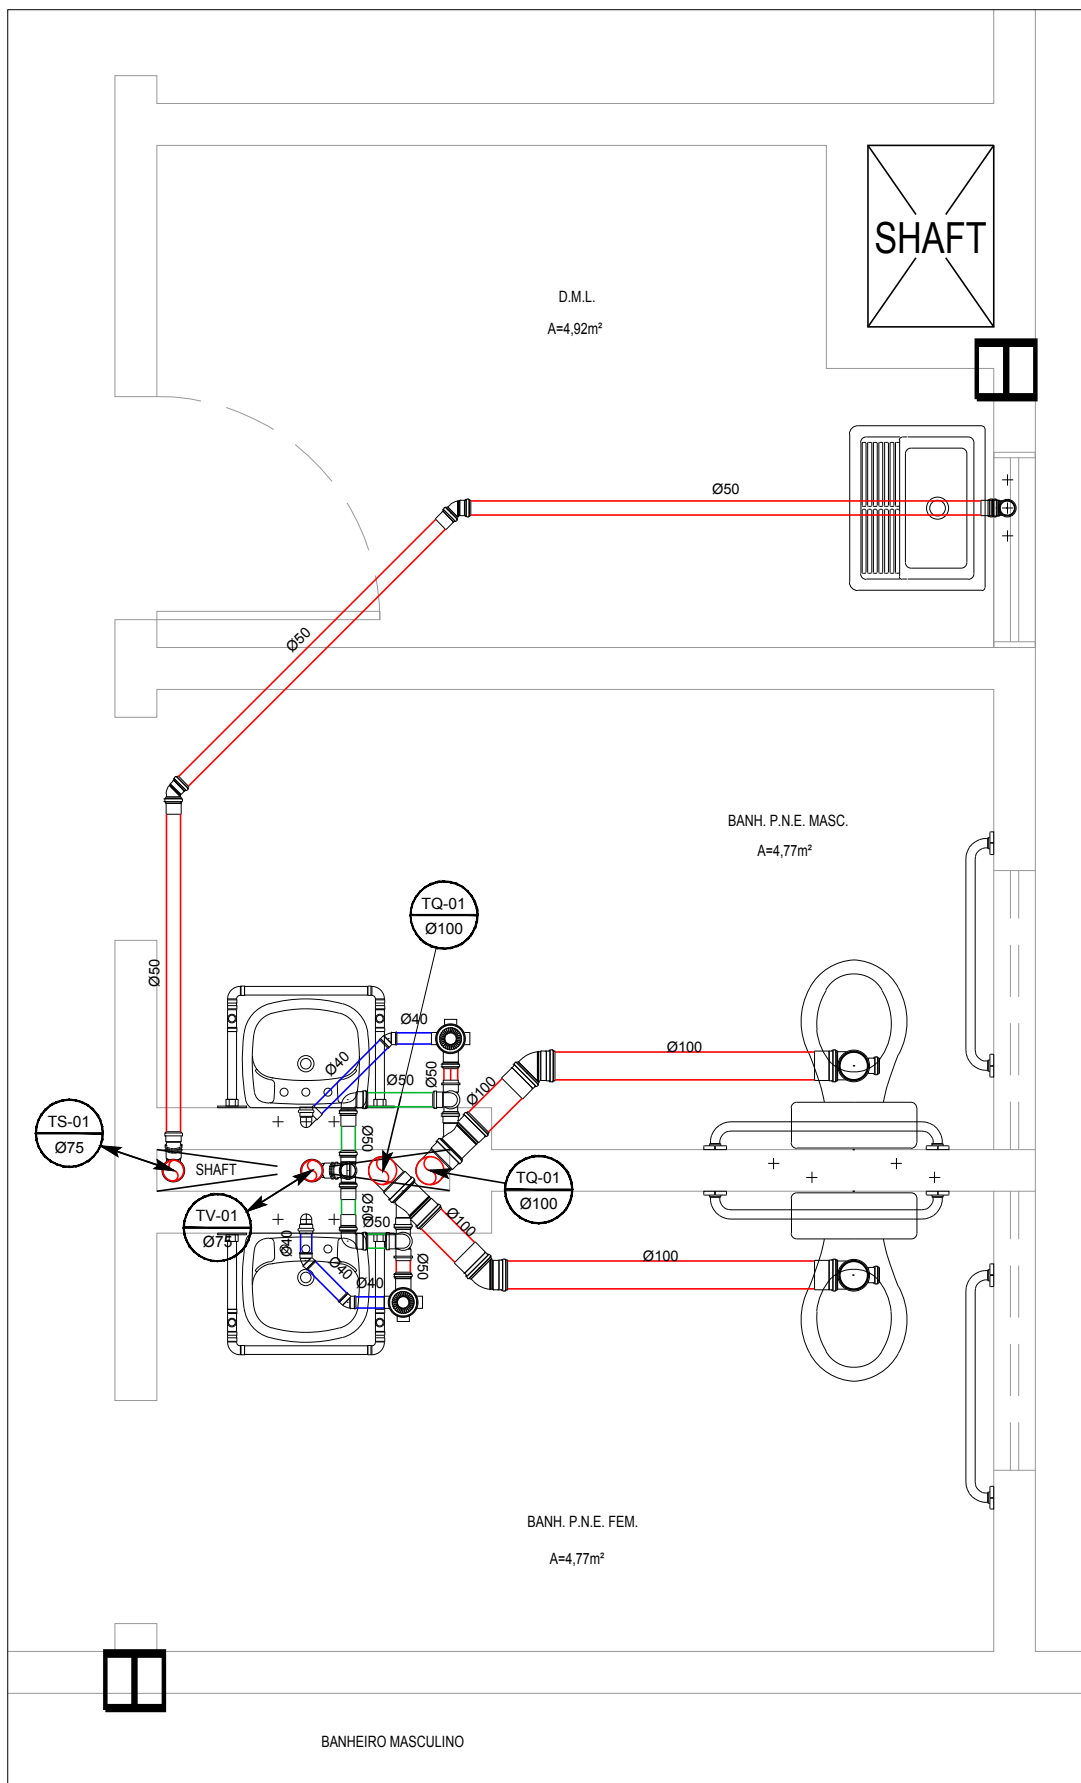 SHAFT
D.M.L.
A=4,92m²
Ø50
Ø50
BANH. P.N.E. MASC.
A=4,77m²
TQ-01
Ø100
Ø50
Ø40
Ø40
Ø50
Ø50
Ø100
Ø100
TS-01
Ø75
SHAFT
Ø50
TQ-01
Ø100
TV-01
Ø75
Ø50
Ø50
Ø100
Ø40
Ø40
Ø40
Ø50
Ø100
BANH. P.N.E. FEM.
A=4,77m²
BANHEIRO MASCULINO